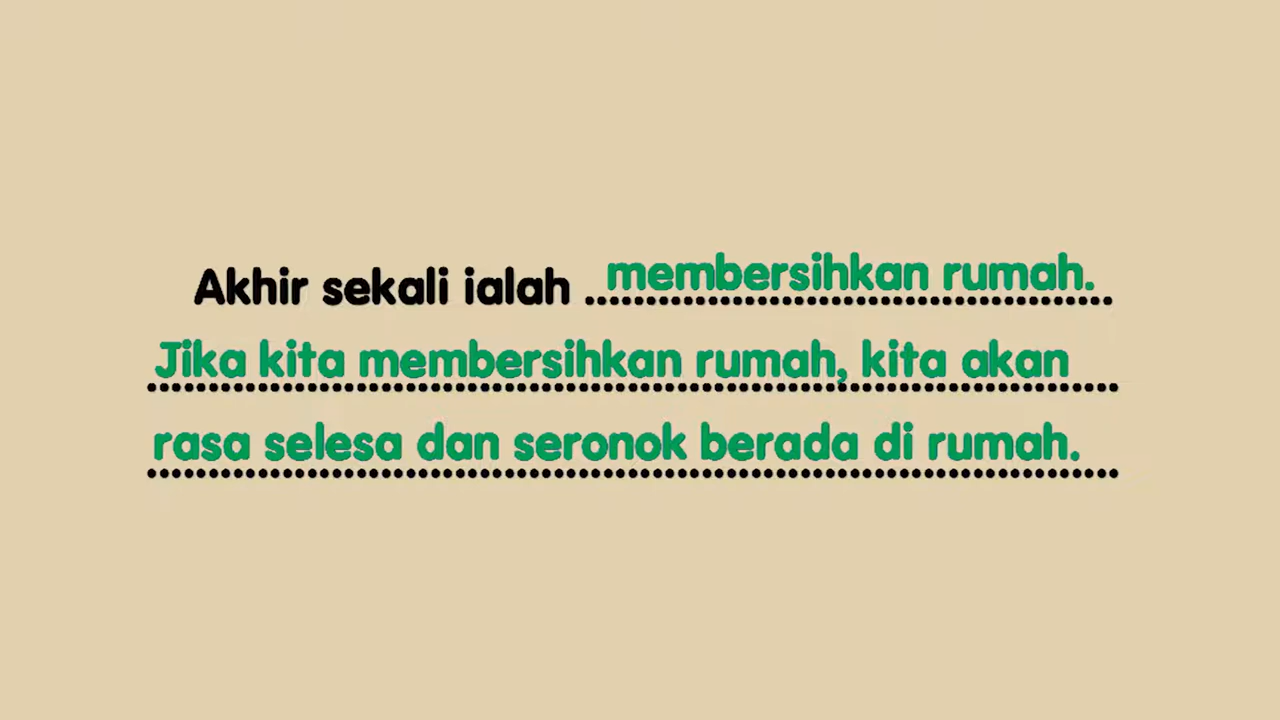 Akhir sekali ialah membersihkan rumah.
Jika kita membersihkan rumah, kita akan
rasa selesa dan seronok berada di rumah.